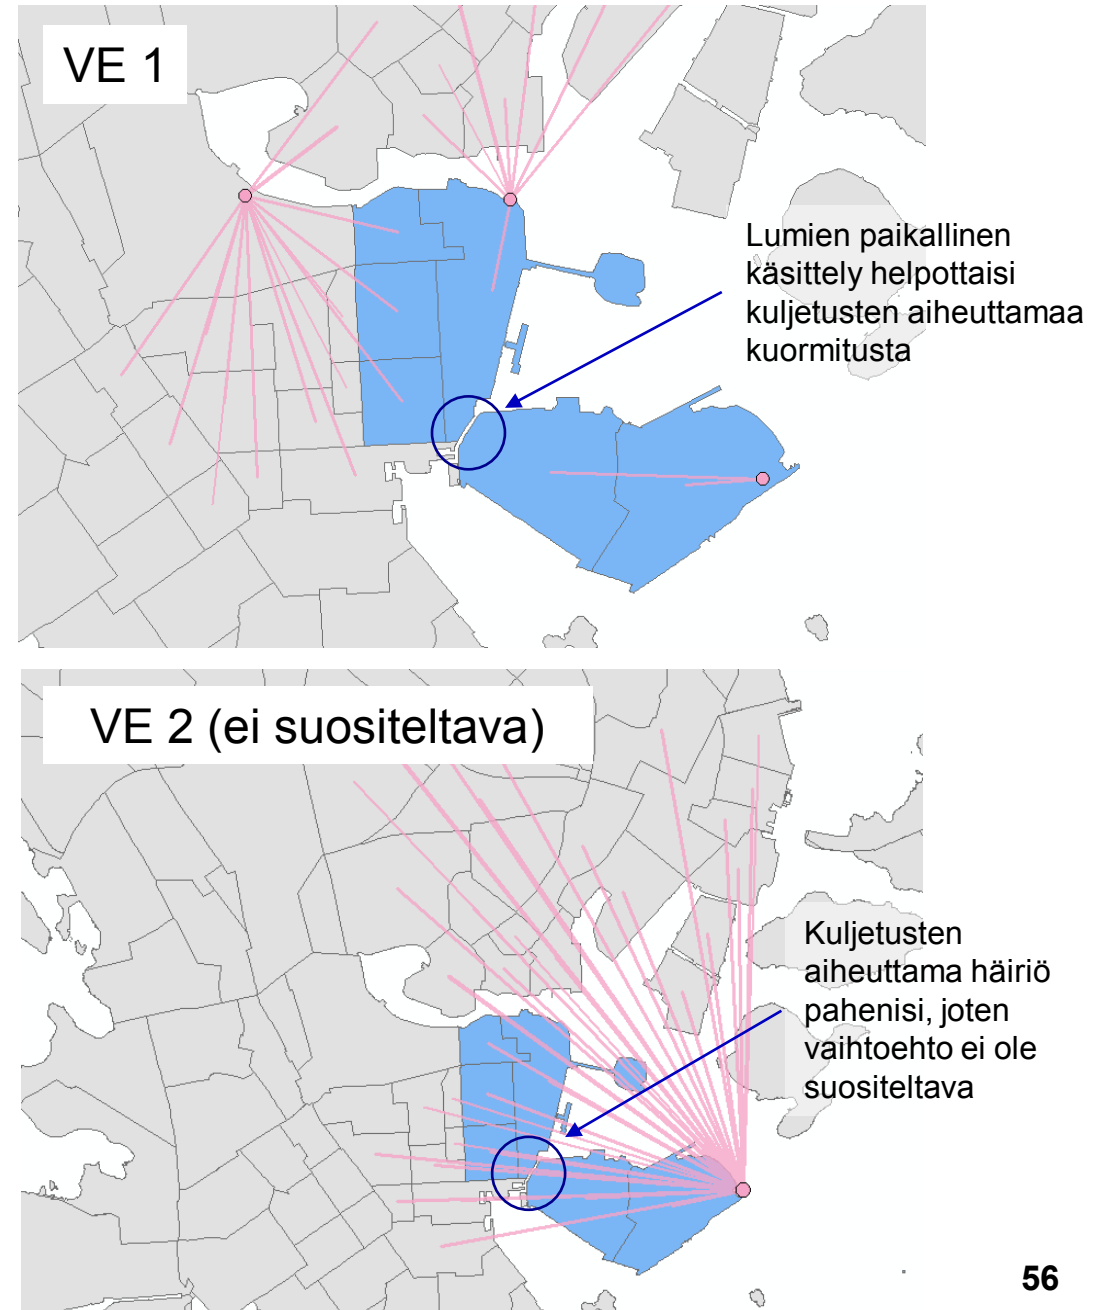 VE 1
Lumien paikallinen
käsittely helpottaisi
kuljetusten aiheuttamaa
kuormitusta
VE 2 (ei suositeltava)
Kuljetusten
aiheuttama häiriö
pahenisi, joten
vaihtoehto ei ole
suositeltava
56